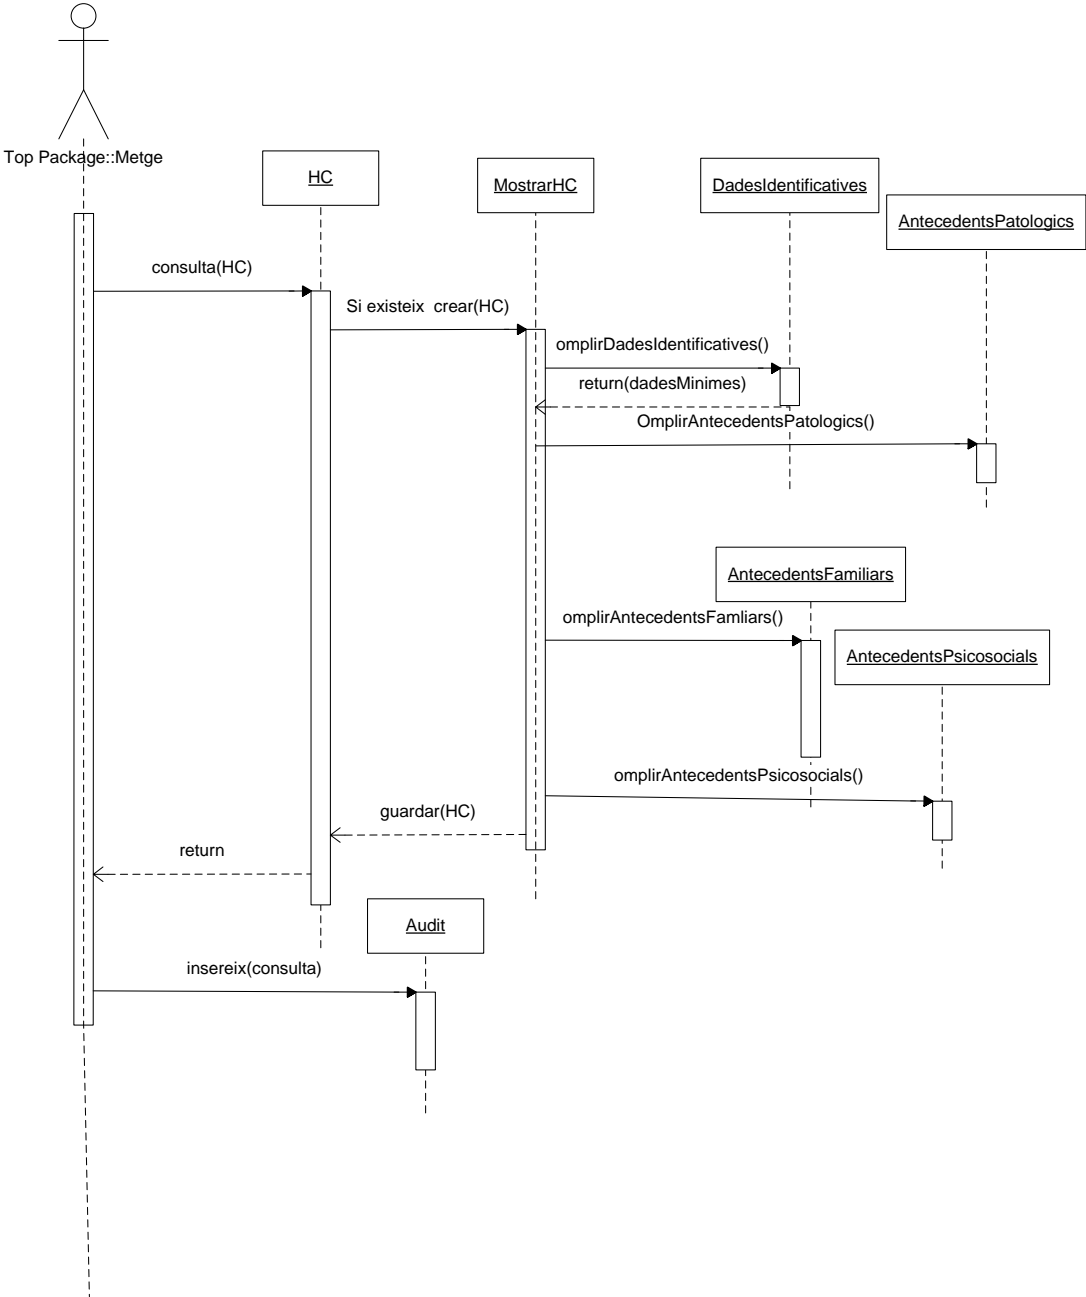 Top Package::Metge
HC
MostrarHC
DadesIdentificatives
AntecedentsPatologics
consulta(HC)
Si existeix  crear(HC)
omplirDadesIdentificatives()
return(dadesMinimes)
OmplirAntecedentsPatologics()
AntecedentsFamiliars
omplirAntecedentsFamliars()
AntecedentsPsicosocials
omplirAntecedentsPsicosocials()
guardar(HC)
return
Audit
insereix(consulta)